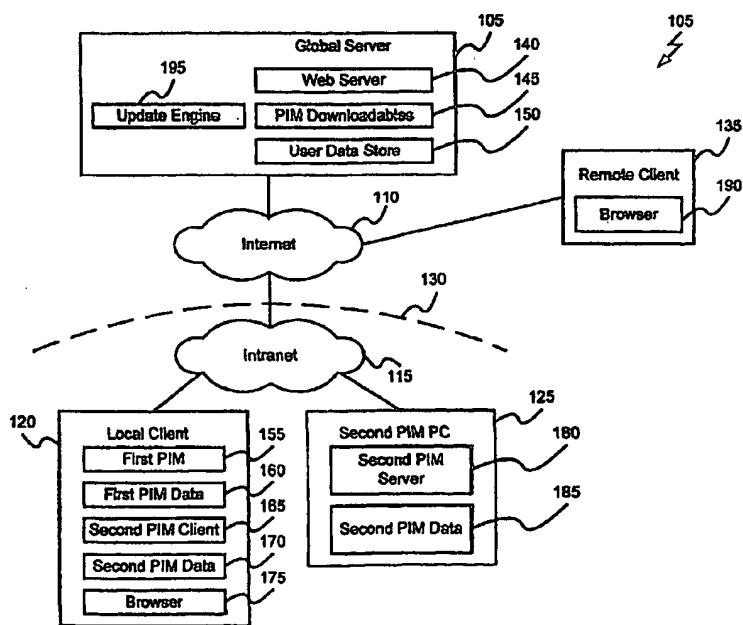 Global Server
105
105
195
140
Web Server
145
Update Engine
PIM Downloadables
150
User Data Store
135
Remote Client
110
190
Browser
Internet
130
Intranet
115
120
125
Local Client
155
Second PIM PC
180
First PIM
160
Second PIM
Server
First PIM Data
165
185
Second PIM Client
170
Second PIM Data
Second PIM Data
175
Browser